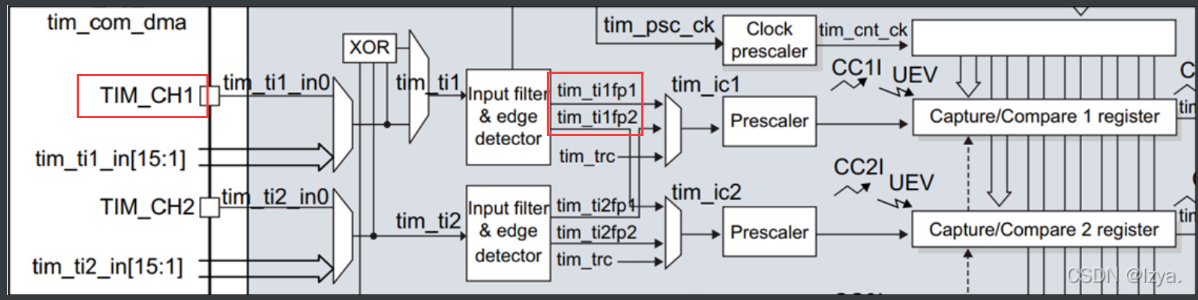 tim_com_dma
tim_psc_ck
Clock
prescaler
tim_cnt_ck
XOR
TIM_CH1
tim_ti1_in0
tim_ti1
Input filter
& edge
detector
tim_ti1fp1
tim_ti1fp2
tim_trc
tim_ic1
Prescaler
CC1I
UEV
Capture/Compare 1 register
C
tim
tim_ti1_in[15:1]
TIM_CH2
tim_ti2_in0
tim_ti2
Input filter
& edge
detector
tim_ti2fp1
tim_ti2fp2
tim_trc
tim_ic2
Prescaler
CC2I
UEV
Capture/Compare 2 register
tim
tim_ti2_in[15:1]
CSDN @lzya.